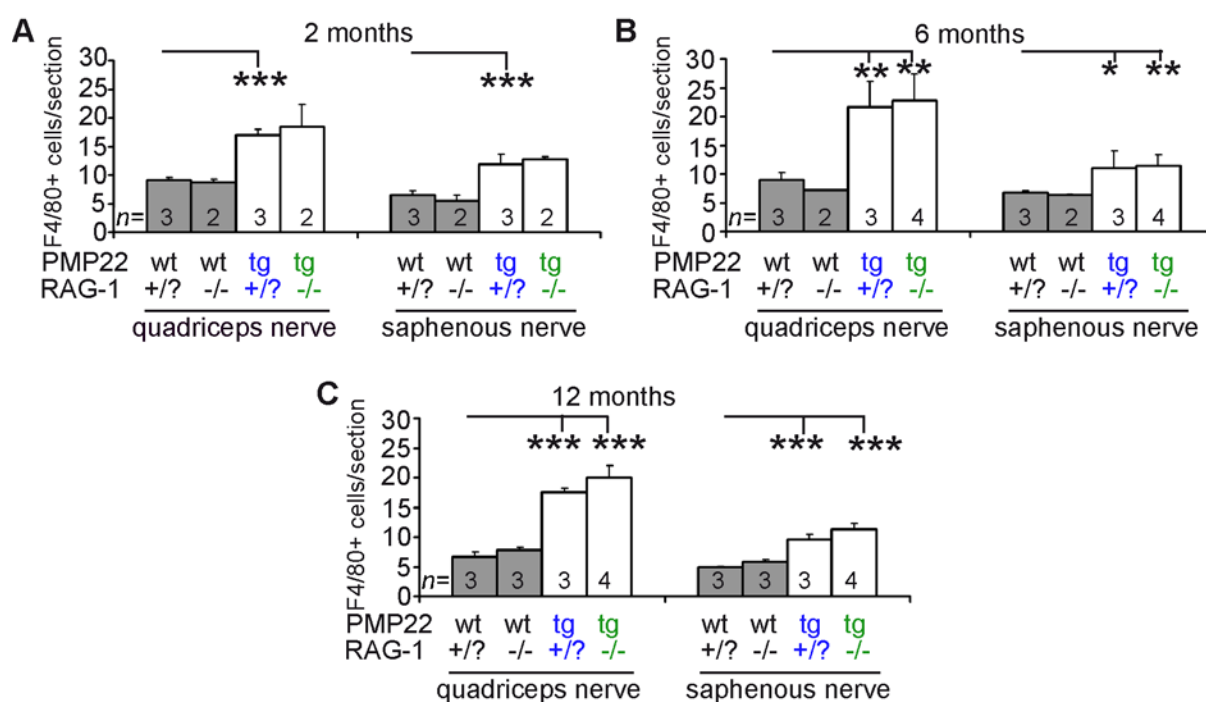 A
2 months
F4/80+ cells/section
30
25
20
15
10
5
0
*** ***
n= 3 2 3 2 3 2 3 2
PMP22 wt wt tg tg wt wt tg tg
RAG-1 +/? -/- +/? -/- +/? -/- +/? -/-
quadriceps nerve saphenous nerve
B
6 months
F4/80+ cells/section
30
25
20
15
10
5
0
** ** * **
n= 3 2 3 4 3 2 3 4
PMP22 wt wt tg tg wt wt tg tg
RAG-1 +/? -/- +/? -/- +/? -/- +/? -/-
quadriceps nerve saphenous nerve
C
12 months
F4/80+ cells/section
30
25
20
15
10
5
0
*** *** *** ***
n= 3 3 3 4 3 3 3 4
PMP22 wt wt tg tg wt wt tg tg
RAG-1 +/? -/- +/? -/- +/? -/- +/? -/-
quadriceps nerve saphenous nerve